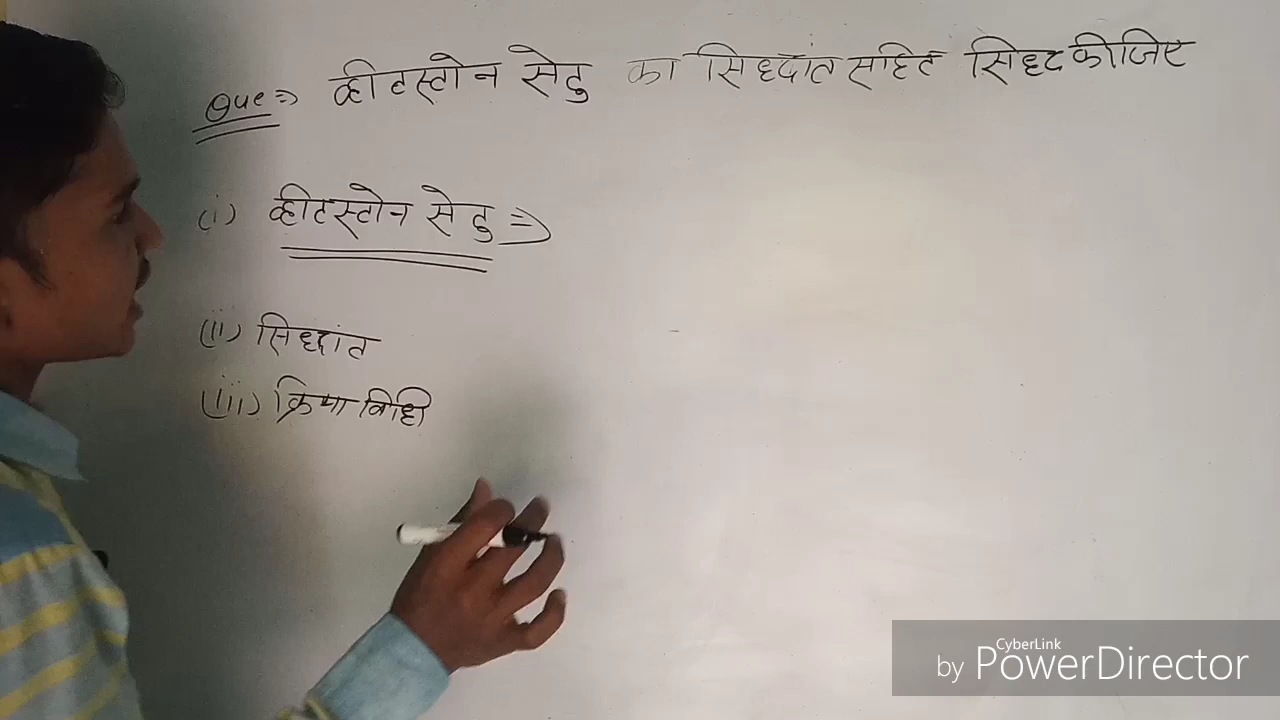 Que => व्हीटस्टोन सेतु का सिध्दांत सहित सिध्द कीजिए
(i) व्हीटस्टोन सेतु =>
(ii) सिध्दांत
(iii) क्रिया विधि
CyberLink
by PowerDirector